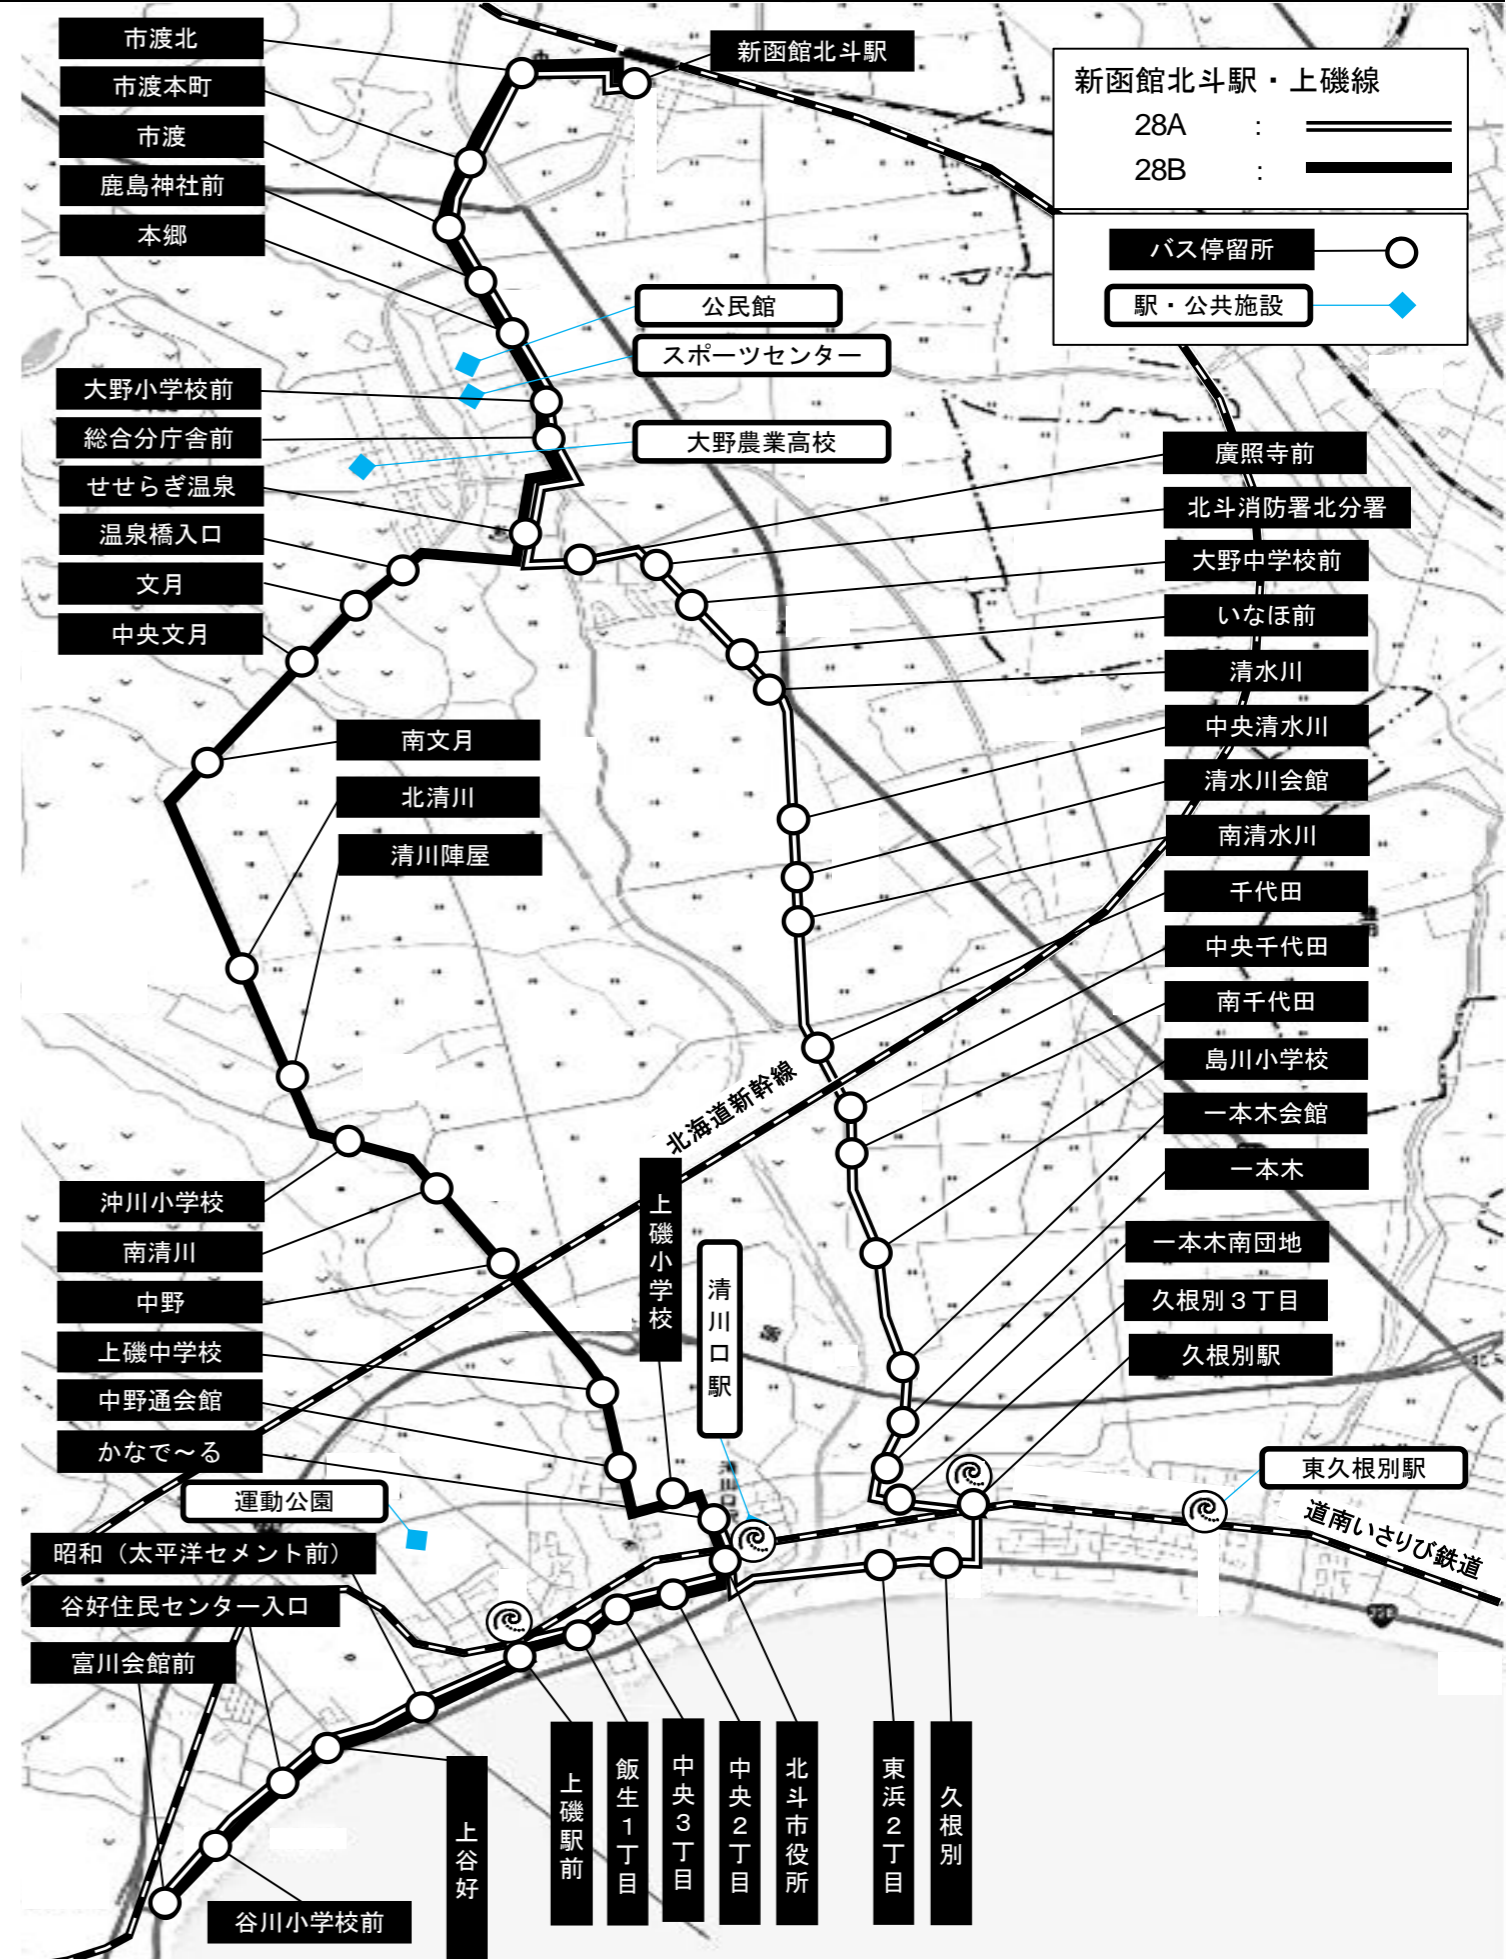 市渡北
市渡本町
市渡
鹿島神社前
本郷
新函館北斗駅
新函館北斗駅・上磯線
28A :
28B :
バス停留所
駅・公共施設
公民館
スポーツセンター
大野農業高校
大野小学校前
総合分庁舎前
せせらぎ温泉
温泉橋入口
文月
中央文月
南文月
北清川
清川陣屋
廣照寺前
北斗消防署北分署
大野中学校前
いなほ前
清水川
中央清水川
清水川会館
南清水川
千代田
中央千代田
南千代田
島川小学校
一本木会館
一本木
一本木南団地
久根別3丁目
久根別駅
北海道新幹線
上磯小学校
清川口駅
沖川小学校
南清川
中野
上磯中学校
中野通会館
かなで～る
運動公園
東久根別駅
道南いさりび鉄道
昭和（太平洋セメント前）
谷好住民センター入口
富川会館前
谷川小学校前
上谷好
上磯駅前
飯生1丁目
中央3丁目
中央2丁目
北斗市役所
東浜2丁目
久根別